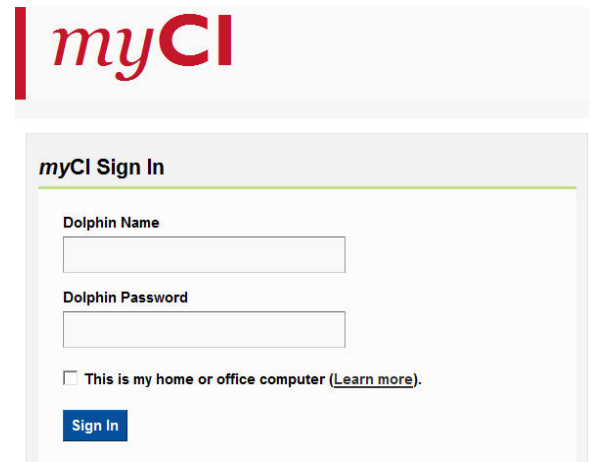 myCI
myCI Sign In
Dolphin Name
Dolphin Password
This is my home or office computer (Learn more).
Sign In